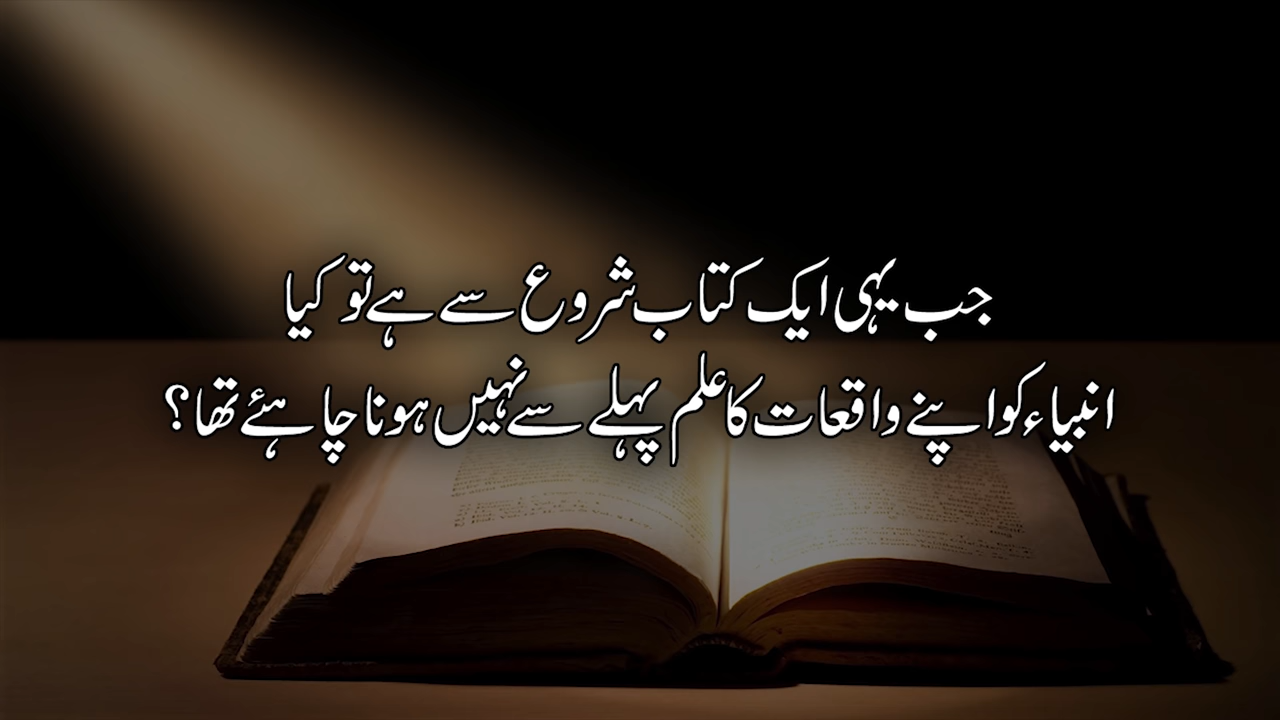 جب یہی ایک کتاب شروع سے ہے تو کیا
انبیاء کو اپنے واقعات کا علم پہلے سے نہیں ہونا چاہئے تھا؟